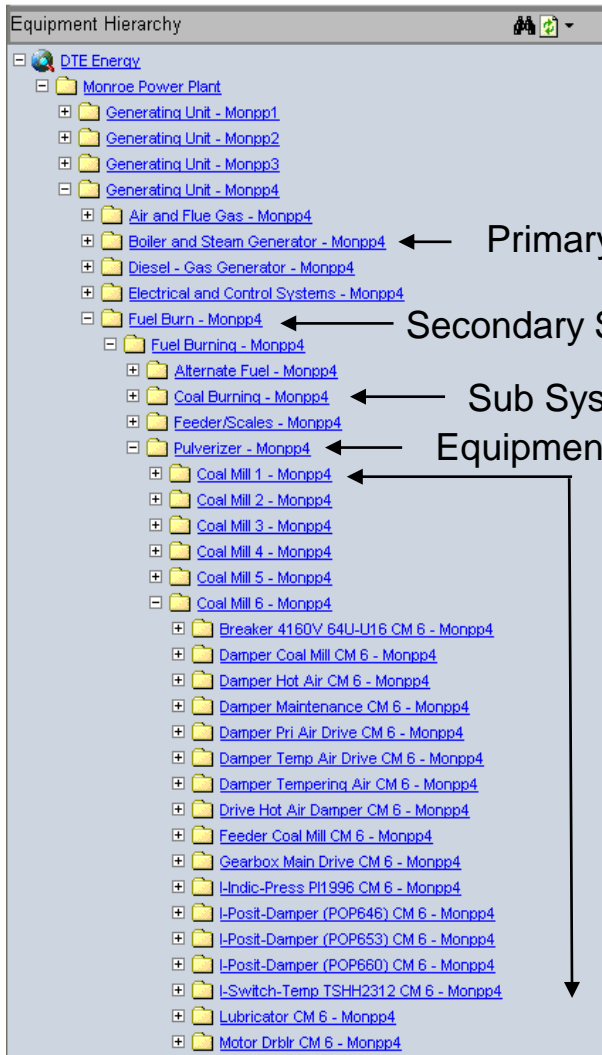 Equipment Hierarchy
DTE Energy
Monroe Power Plant
Generating Unit - Monpp1
Generating Unit - Monpp2
Generating Unit - Monpp3
Generating Unit - Monpp4
Air and Flue Gas - Monpp4
Boiler and Steam Generator - Monpp4 Primary
Diesel - Gas Generator - Monpp4
Electrical and Control Systems - Monpp4
Fuel Burn - Monpp4 Secondary S
Fuel Burning - Monpp4
Alternate Fuel - Monpp4
Coal Burning - Monpp4 Sub Sys
Feeder/Scales - Monpp4
Pulverizer - Monpp4 Equipmen
Coal Mill 1 - Monpp4
Coal Mill 2 - Monpp4
Coal Mill 3 - Monpp4
Coal Mill 4 - Monpp4
Coal Mill 5 - Monpp4
Coal Mill 6 - Monpp4
Breaker 4160V 64U-U16 CM 6 - Monpp4
Damper Coal Mill CM 6 - Monpp4
Damper Hot Air CM 6 - Monpp4
Damper Maintenance CM 6 - Monpp4
Damper Pri Air Drive CM 6 - Monpp4
Damper Temp Air Drive CM 6 - Monpp4
Damper Tempering Air CM 6 - Monpp4
Drive Hot Air Damper CM 6 - Monpp4
Feeder Coal Mill CM 6 - Monpp4
Gearbox Main Drive CM 6 - Monpp4
I-Indic-Press PI1996 CM 6 - Monpp4
I-Posit-Damper (POP646) CM 6 - Monpp4
I-Posit-Damper (POP653) CM 6 - Monpp4
I-Posit-Damper (POP660) CM 6 - Monpp4
I-Switch-Temp TSHH2312 CM 6 - Monpp4
Lubricator CM 6 - Monpp4
Motor Drblr CM 6 - Monpp4